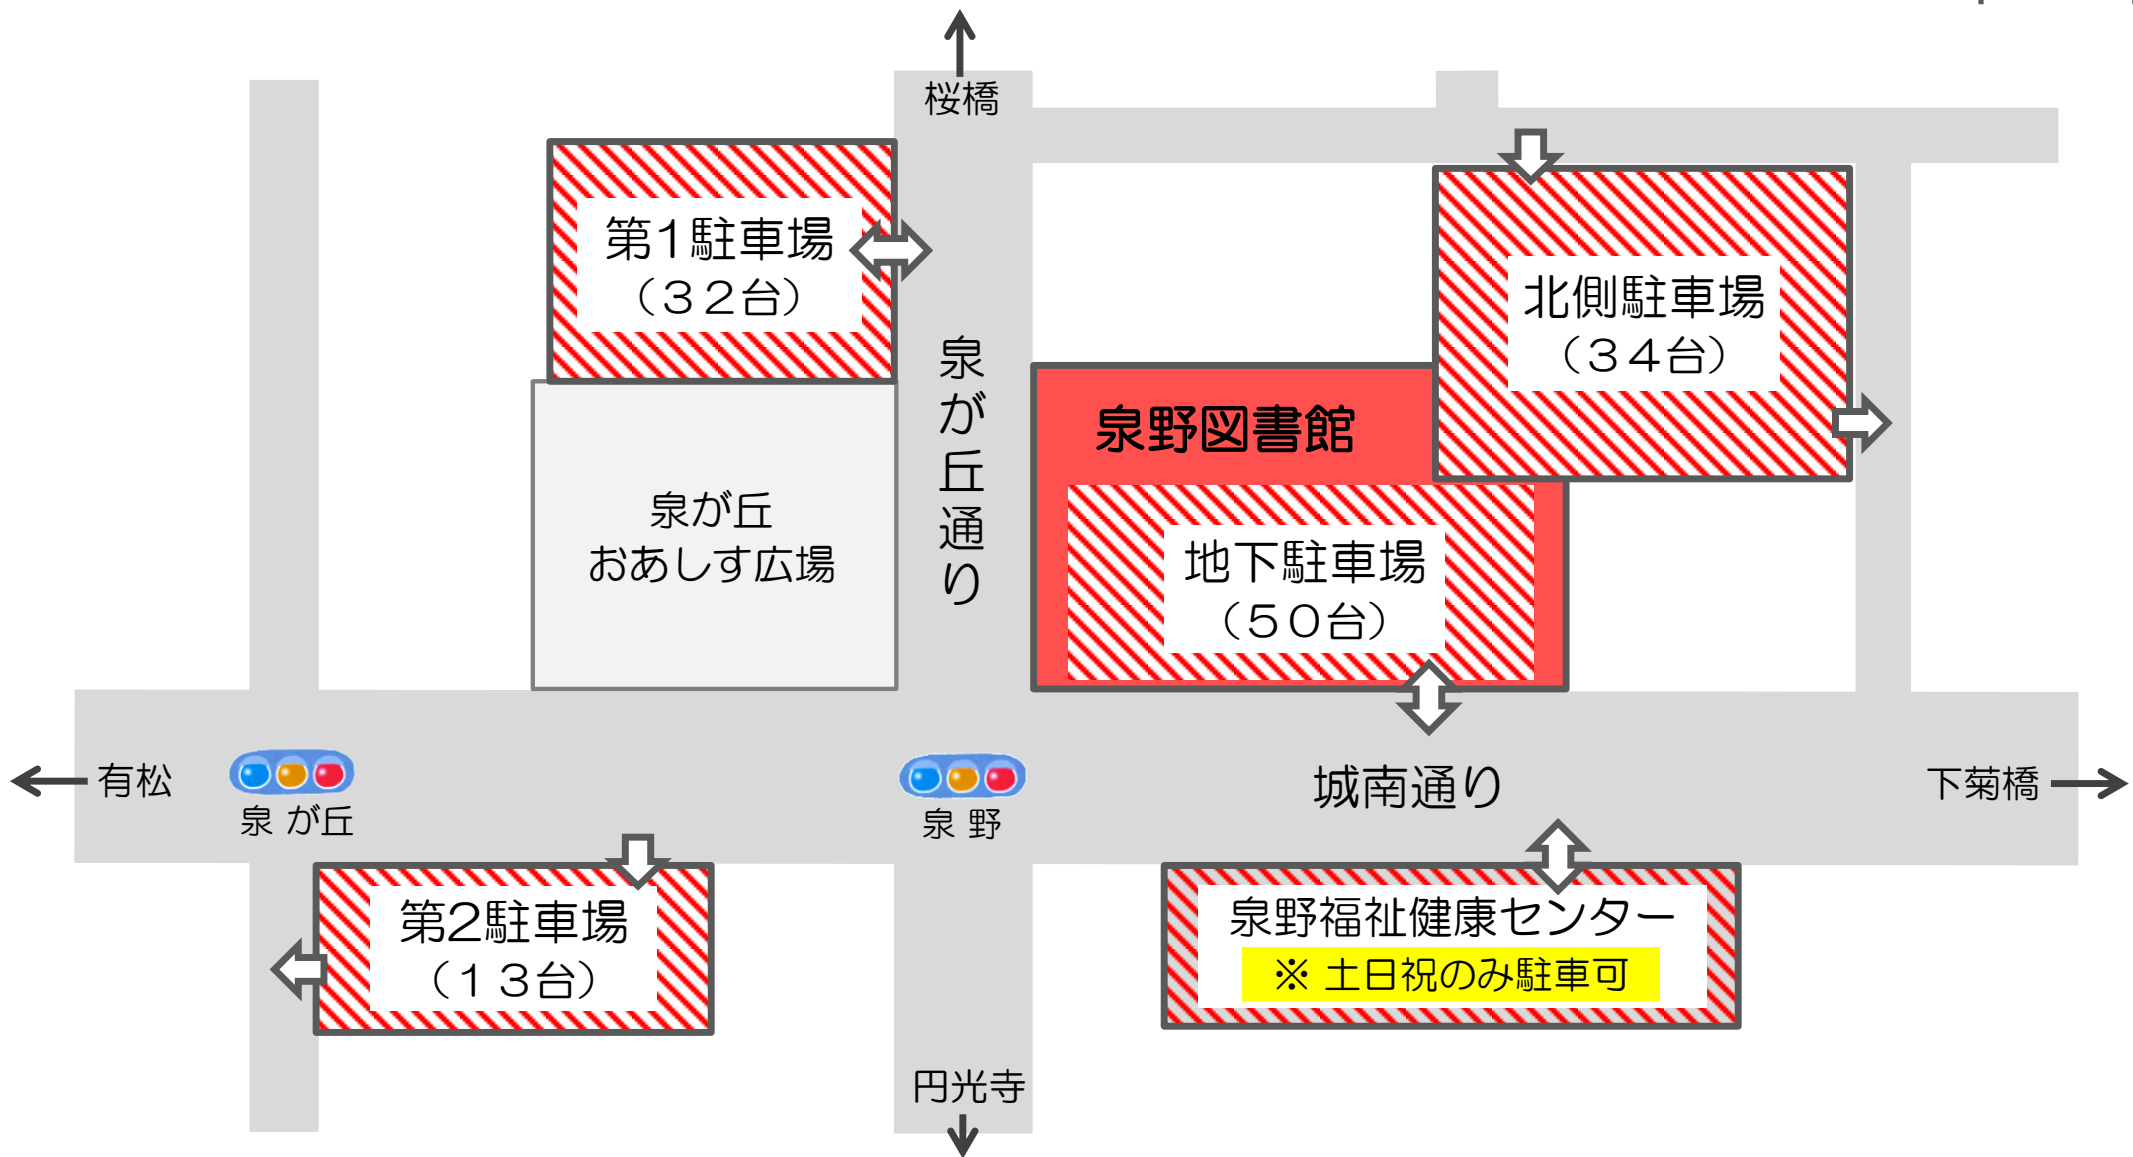 桜橋
第1駐車場
（３２台）
北側駐車場
（３４台）
泉が丘通り
泉野図書館
泉が丘
おあしす広場
地下駐車場
（５０台）
有松
泉 が丘
泉 野
城南通り
下菊橋
第2駐車場
（１３台）
泉野福祉健康センター
※ 土日祝のみ駐車可
円光寺